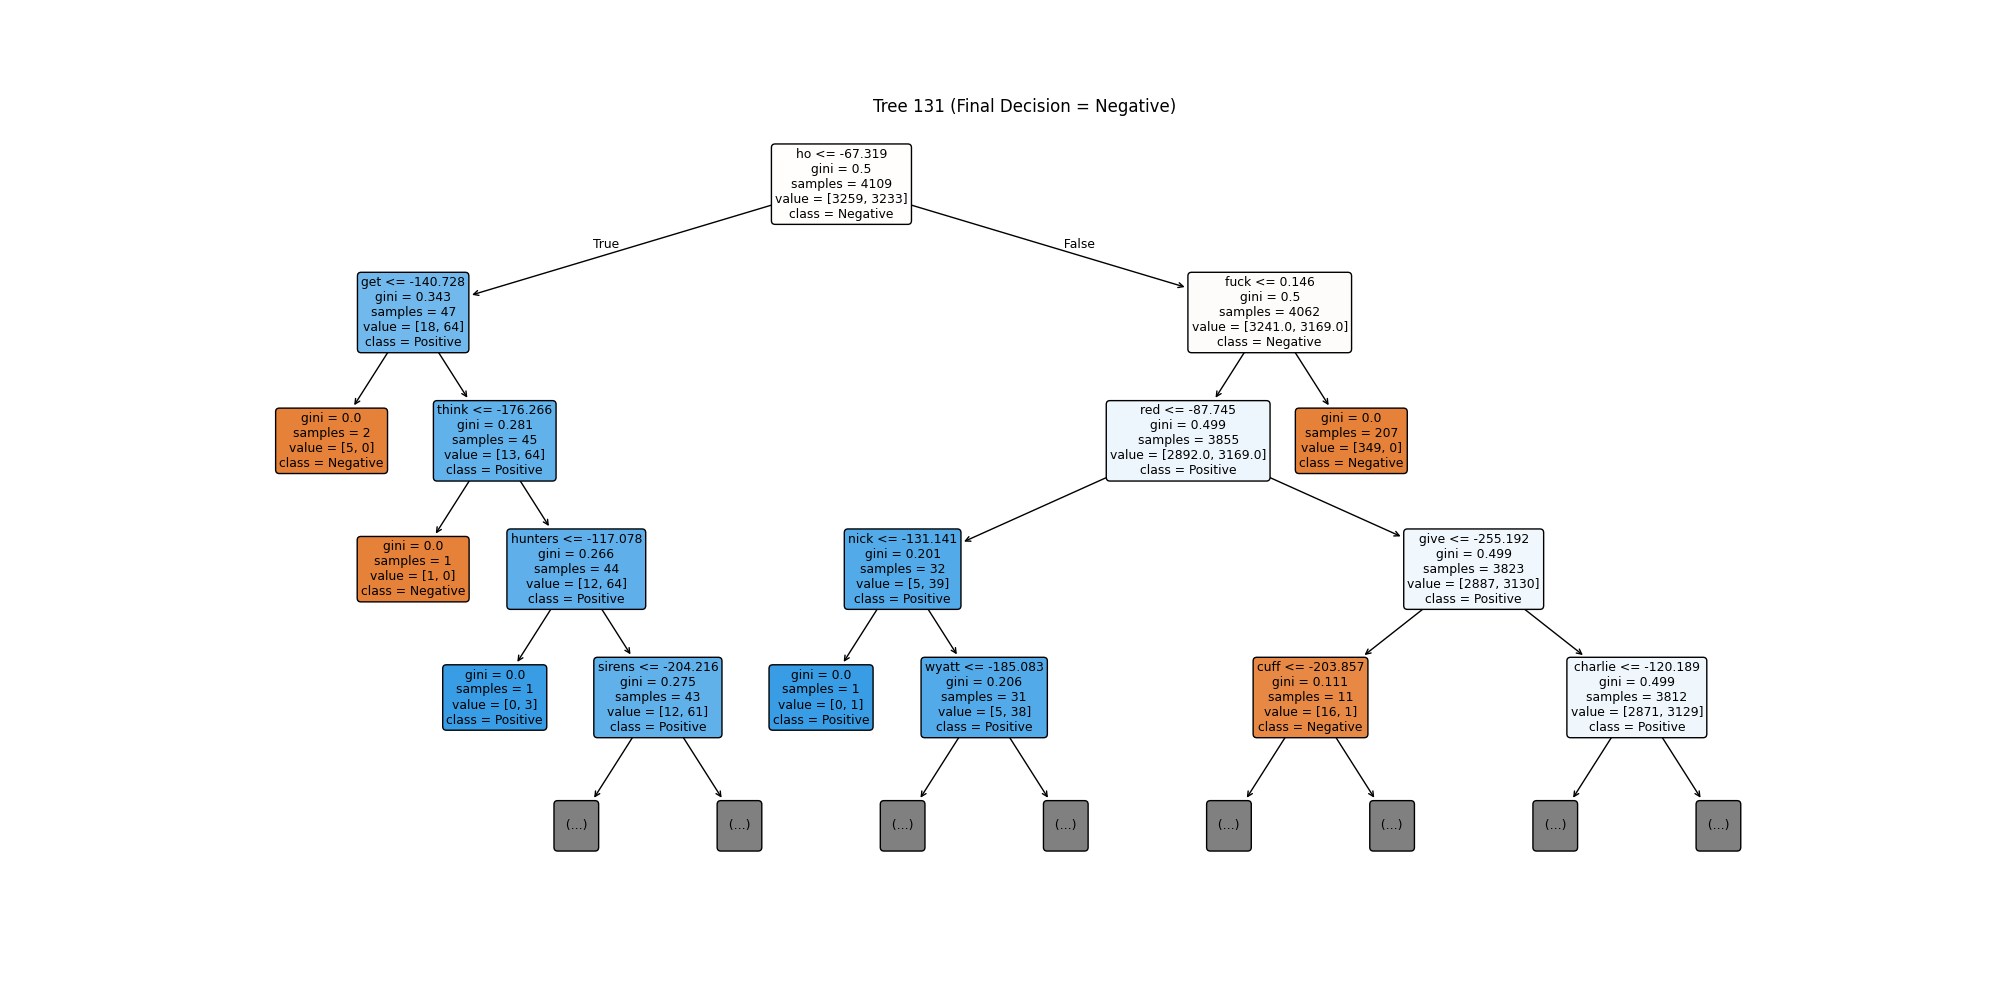 Tree 131 (Final Decision = Negative)
ho <= -67.319
gini = 0.5
samples = 4109
value = [3259, 3233]
class = Negative
True
False
get <= -140.728
gini = 0.343
samples = 47
value = [18, 64]
class = Positive
fuck <= 0.146
gini = 0.5
samples = 4062
value = [3241.0, 3169.0]
class = Negative
gini = 0.0
samples = 2
value = [5, 0]
class = Negative
think <= -176.266
gini = 0.281
samples = 45
value = [13, 64]
class = Positive
red <= -87.745
gini = 0.499
samples = 3855
value = [2892.0, 3169.0]
class = Positive
gini = 0.0
samples = 207
value = [349, 0]
class = Negative
gini = 0.0
samples = 1
value = [1, 0]
class = Negative
hunters <= -117.078
gini = 0.266
samples = 44
value = [12, 64]
class = Positive
nick <= -131.141
gini = 0.201
samples = 32
value = [5, 39]
class = Positive
give <= -255.192
gini = 0.499
samples = 3823
value = [2887, 3130]
class = Positive
gini = 0.0
samples = 1
value = [0, 3]
class = Positive
sirens <= -204.216
gini = 0.275
samples = 43
value = [12, 61]
class = Positive
gini = 0.0
samples = 1
value = [0, 1]
class = Positive
wyatt <= -185.083
gini = 0.206
samples = 31
value = [5, 38]
class = Positive
cuff <= -203.857
gini = 0.111
samples = 11
value = [16, 1]
class = Negative
charlie <= -120.189
gini = 0.499
samples = 3812
value = [2871, 3129]
class = Positive
(...)
(...)
(...)
(...)
(...)
(...)
(...)
(...)